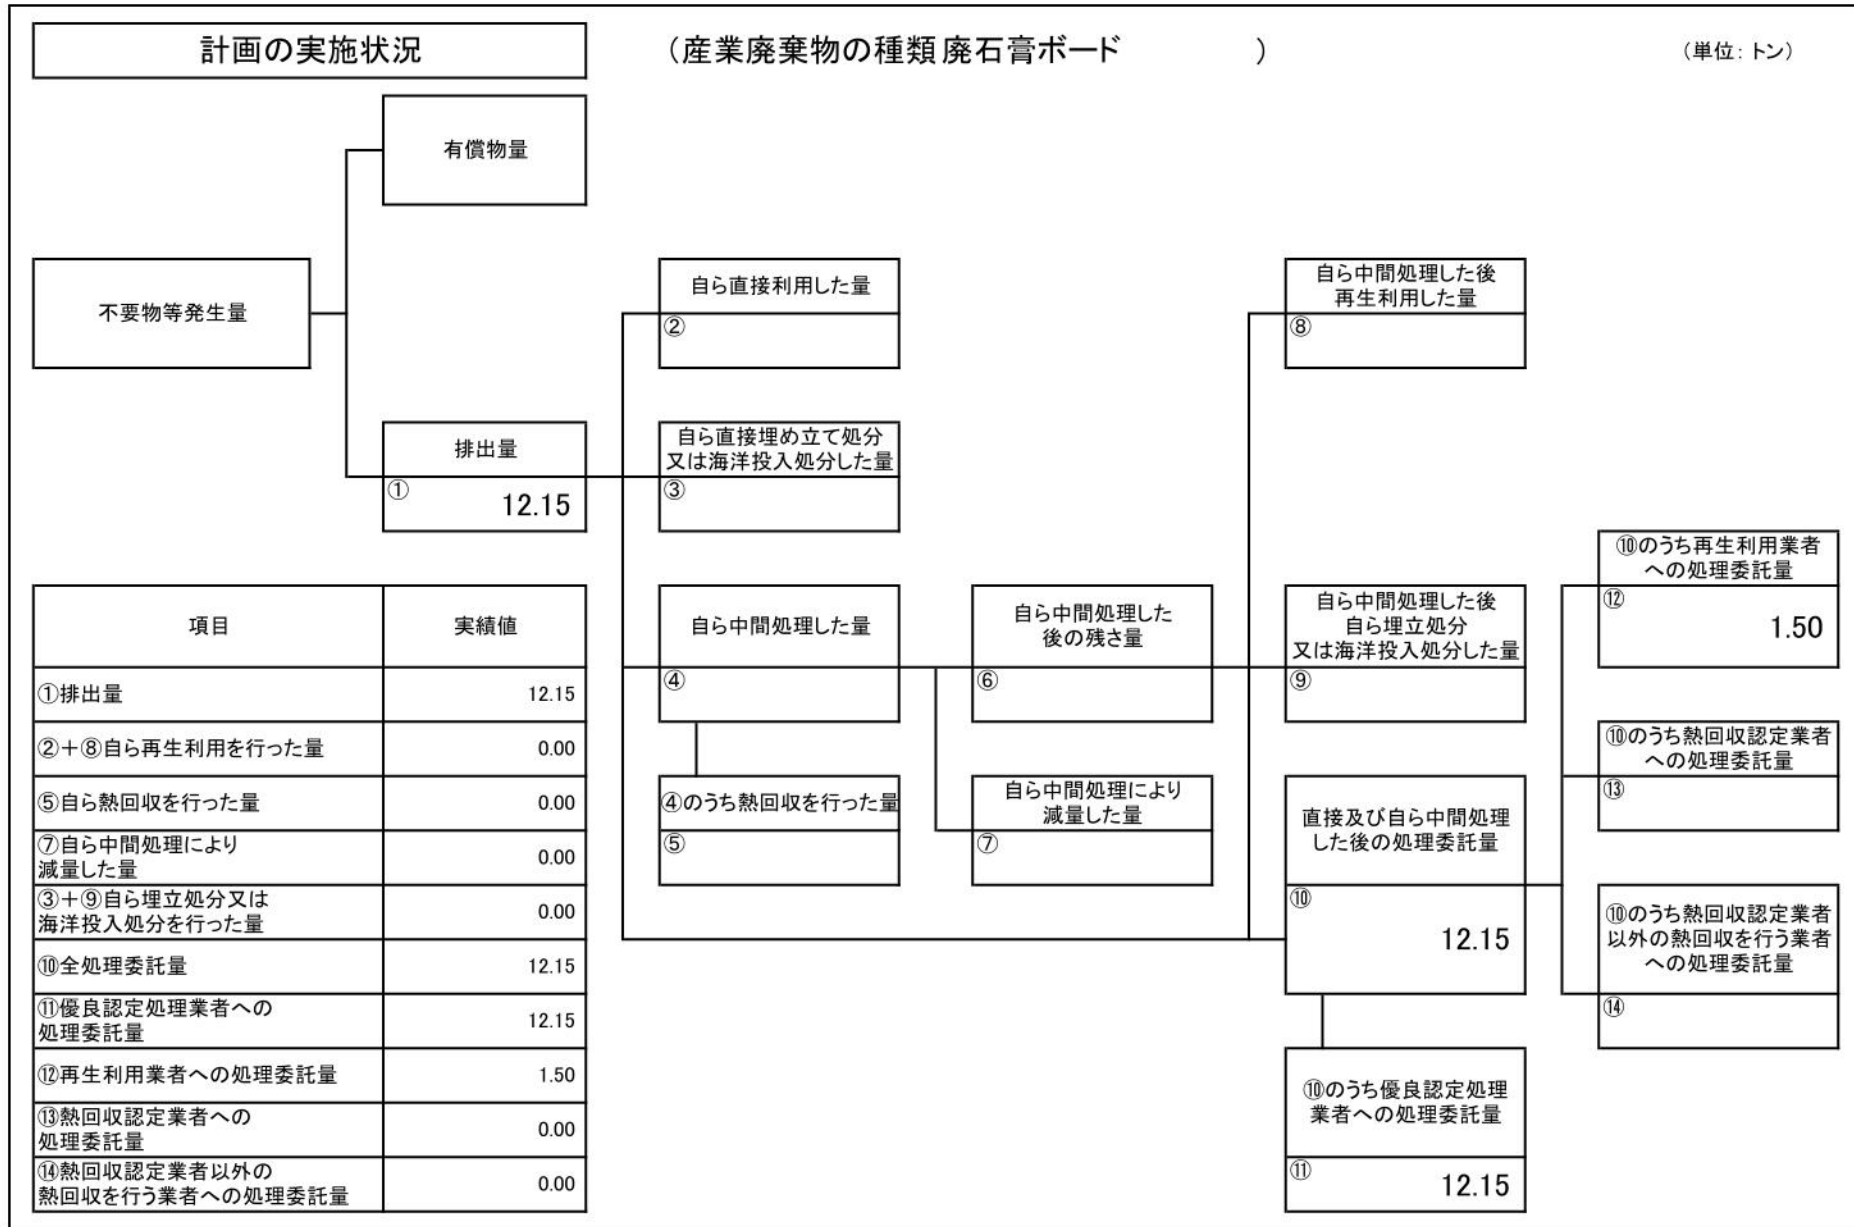 計画の実施状況
（産業廃棄物の種類 廃石膏ボード　　　　）
（単位：トン）
有償物量
不要物等発生量
自ら直接利用した量
②
自ら中間処理した後
再生利用した量
⑧
排出量
① 12.15
自ら直接埋め立て処分
又は海洋投入処分した量
③
⑩のうち再生利用業者
への処理委託量
⑫
1.50
自ら中間処理した量
④
自ら中間処理した
後の残さ量
⑥
自ら中間処理した後
自ら埋立処分
又は海洋投入処分した量
⑨
⑩のうち熱回収認定業者
への処理委託量
⑬
④のうち熱回収を行った量
⑤
自ら中間処理により
減量した量
⑦
直接及び自ら中間処理
した後の処理委託量
⑩
12.15
⑩のうち熱回収認定業者
以外の熱回収を行う業者
への処理委託量
⑭
⑩のうち優良認定処理
業者への処理委託量
⑪ 12.15
項目 実績値
①排出量 12.15
②＋⑧自ら再生利用を行った量 0.00
⑤自ら熱回収を行った量 0.00
⑦自ら中間処理により
減量した量 0.00
③＋⑨自ら埋立処分又は
海洋投入処分を行った量 0.00
⑩全処理委託量 12.15
⑪優良認定処理業者への
処理委託量 12.15
⑫再生利用業者への処理委託量 1.50
⑬熱回収認定業者への
処理委託量 0.00
⑭熱回収認定業者以外の
熱回収を行う業者への処理委託量 0.00